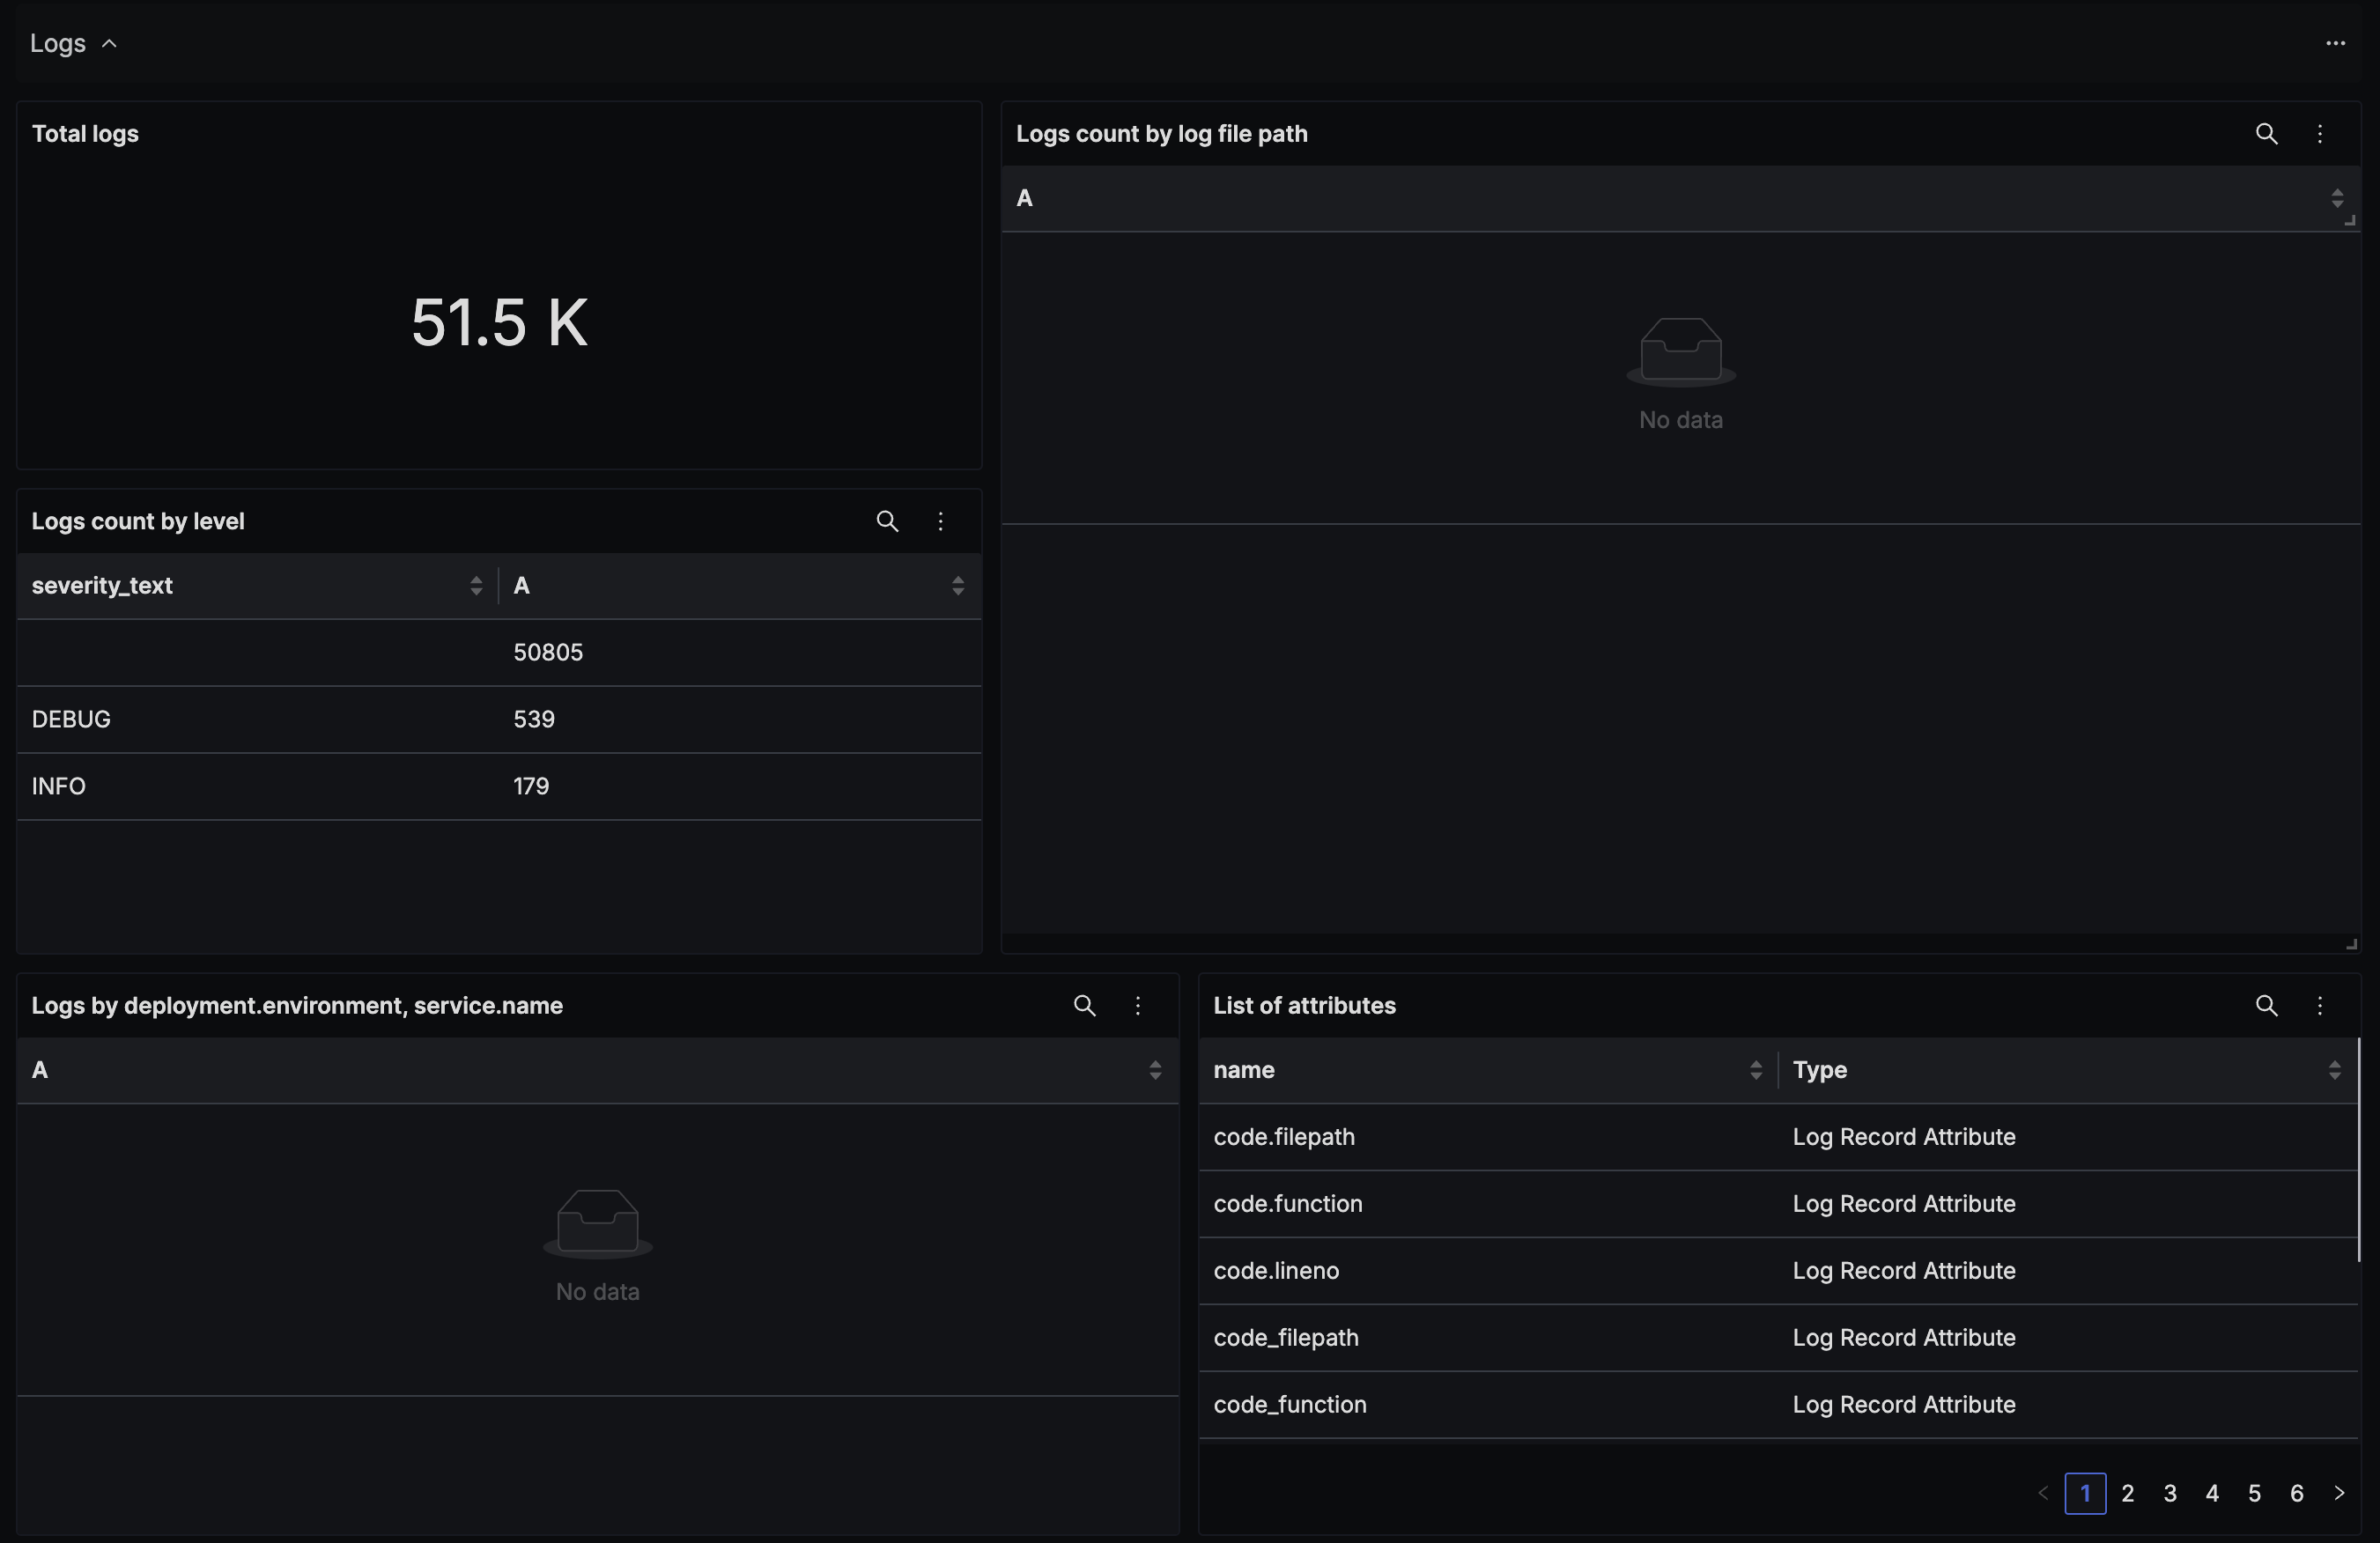 Logs
Total logs
51.5 K
Logs count by log file path
A
No data
Logs count by level
severity_text A
50805
DEBUG 539
INFO 179
Logs by deployment.environment, service.name
A
No data
List of attributes
name Type
code.filepath Log Record Attribute
code.function Log Record Attribute
code.lineno Log Record Attribute
code_filepath Log Record Attribute
code_function Log Record Attribute
1 2 3 4 5 6